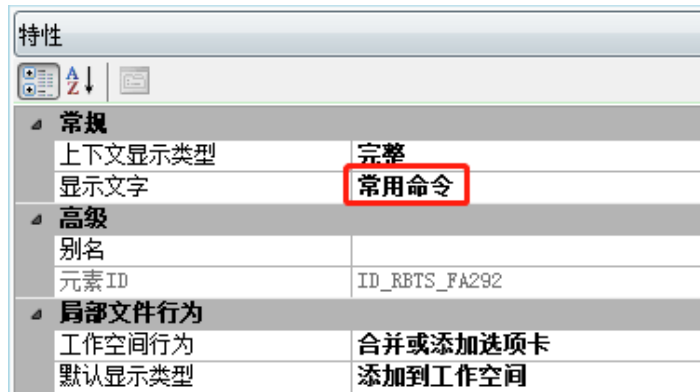 特性
常规
上下文显示类型 完整
显示文字 常用命令
高级
别名
元素ID ID_RBTS_FA292
局部文件行为
工作空间行为 合并或添加选项卡
默认显示类型 添加到工作空间